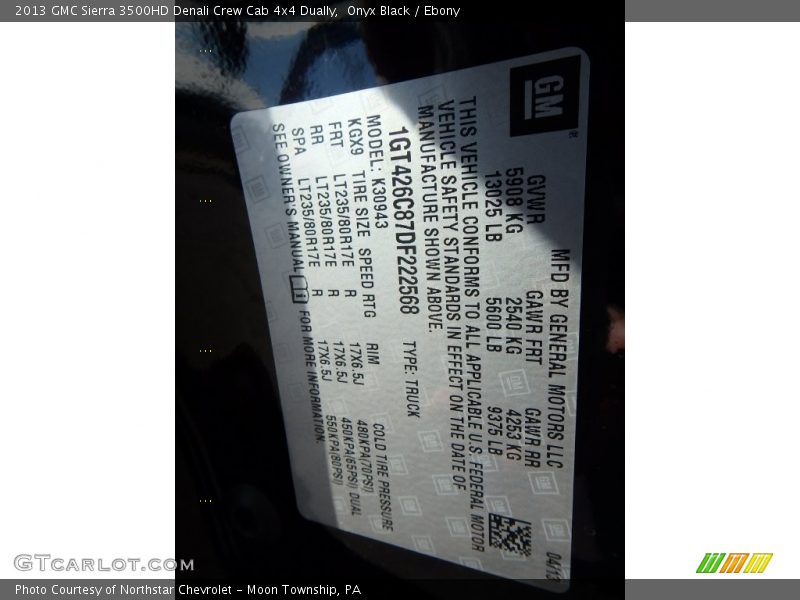 2013 GMC Sierra 3500HD Denali Crew Cab 4x4 Dually, Onyx Black / Ebony
GM
MFD BY GENERAL MOTORS LLC 04/13
GVWR GAWR FRT GAWR RR
5908 KG 2540 KG 4253 KG
13025 LB 5600 LB 9375 LB
THIS VEHICLE CONFORMS TO ALL APPLICABLE U.S. FEDERAL MOTOR
VEHICLE SAFETY STANDARDS IN EFFECT ON THE DATE OF
MANUFACTURE SHOWN ABOVE.
1GT426C87DF222568 TYPE: TRUCK
MODEL: K30943
KGX9 TIRE SIZE SPEED RTG RIM COLD TIRE PRESSURE
FRT LT235/80R17E R 17X6.5J 480KPA(70PSI)
RR LT235/80R17E R 17X6.5J 450KPA(65PSI) DUAL
SPA LT235/80R17E R 17X6.5J 550KPA(80PSI)
SEE OWNER'S MANUAL FOR MORE INFORMATION.
GTCarLot.com
Photo Courtesy of Northstar Chevrolet - Moon Township, PA